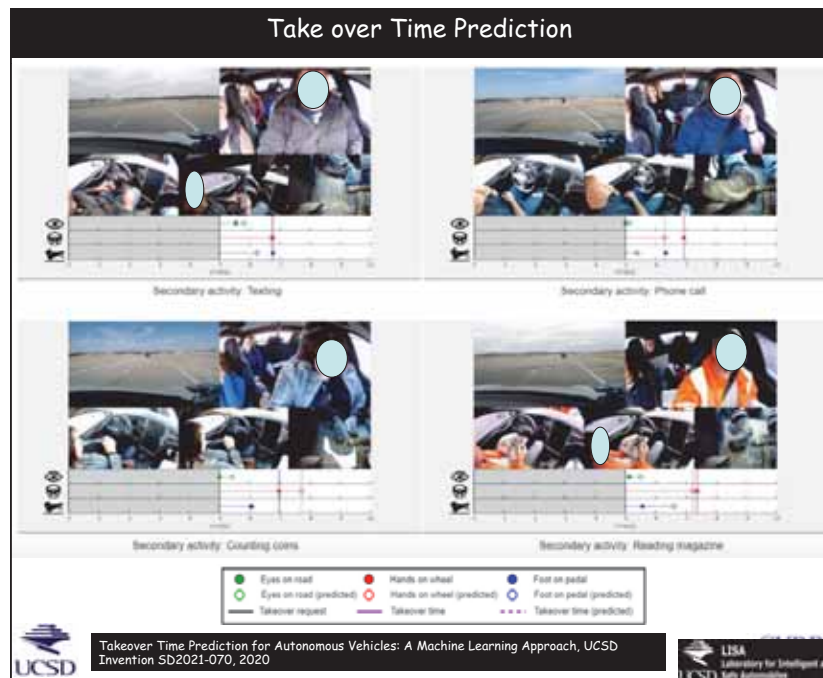 Take over Time Prediction
Secondary activity: Texting
Secondary activity: Phone call
Secondary activity: Counting coins
Secondary activity: Reading magazine
Eyes on road
Hands on wheel
Foot on pedal
Eyes on road (predicted)
Hands on wheel (predicted)
Foot on pedal (predicted)
Takeover request
Takeover time
Takeover time (predicted)
Takeover Time Prediction for Autonomous Vehicles: A Machine Learning Approach, UCSD
Invention SD2021-070, 2020
UCSD
LISA
Laboratory for Intelligent a
UCSD Safe Automobiles